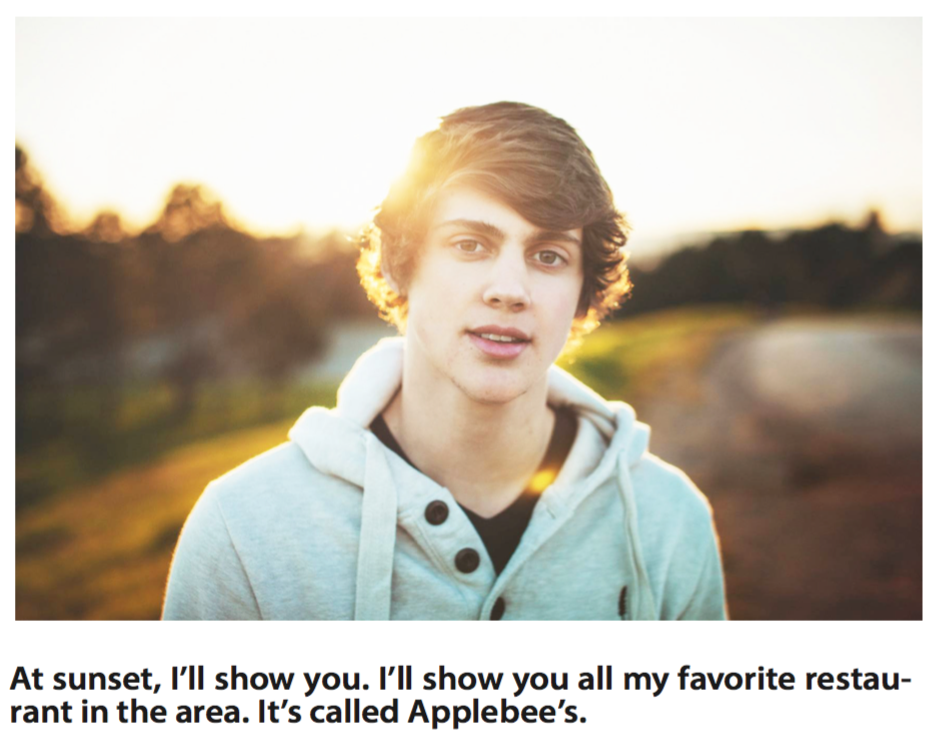 At sunset, I’ll show you. I’ll show you all my favorite restau-
rant in the area. It’s called Applebee’s.